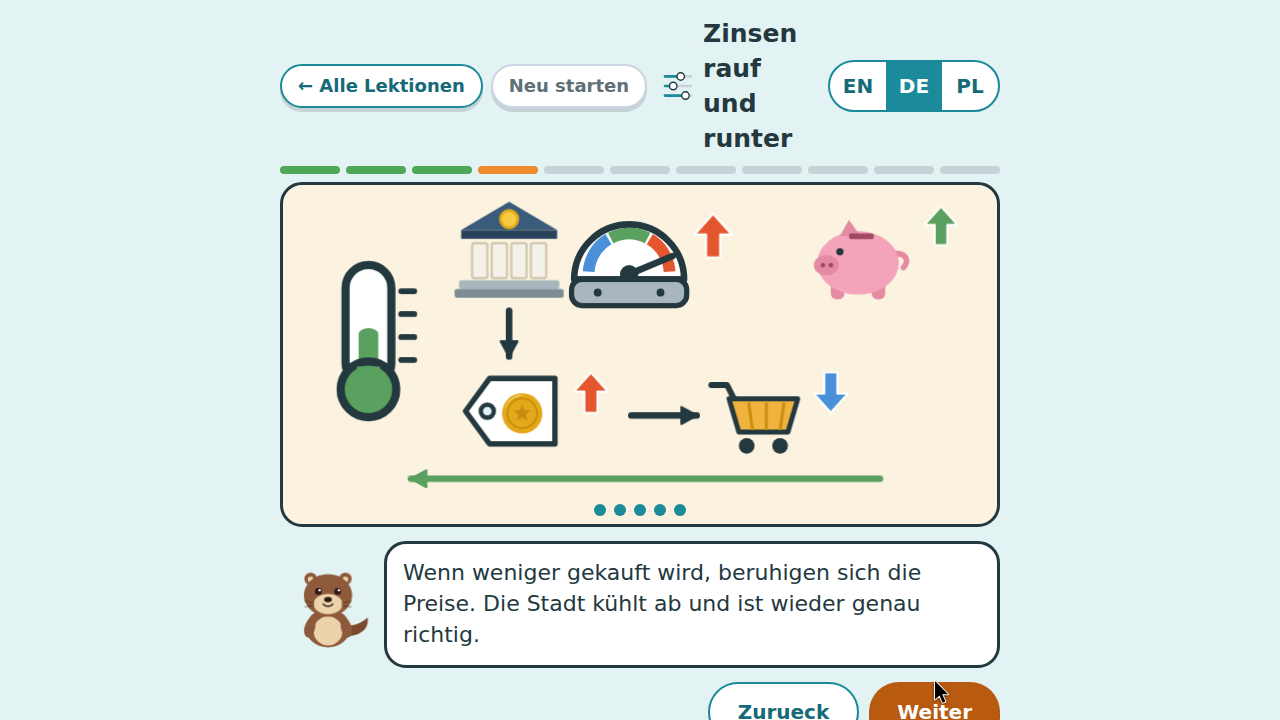 ← Alle Lektionen
Neu starten
Zinsen
rauf
und
runter
EN DE PL
Wenn weniger gekauft wird, beruhigen sich die
Preise. Die Stadt kühlt ab und ist wieder genau
richtig.
Zurueck
Weiter